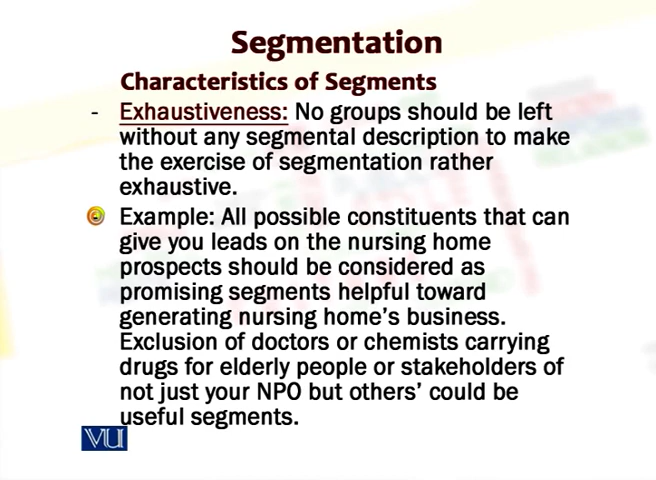 Segmentation
Characteristics of Segments
- Exhaustiveness: No groups should be left
without any segmental description to make
the exercise of segmentation rather
exhaustive.
Example: All possible constituents that can
give you leads on the nursing home
prospects should be considered as
promising segments helpful toward
generating nursing home's business.
Exclusion of doctors or chemists carrying
drugs for elderly people or stakeholders of
not just your NPO but others' could be
useful segments.
VU